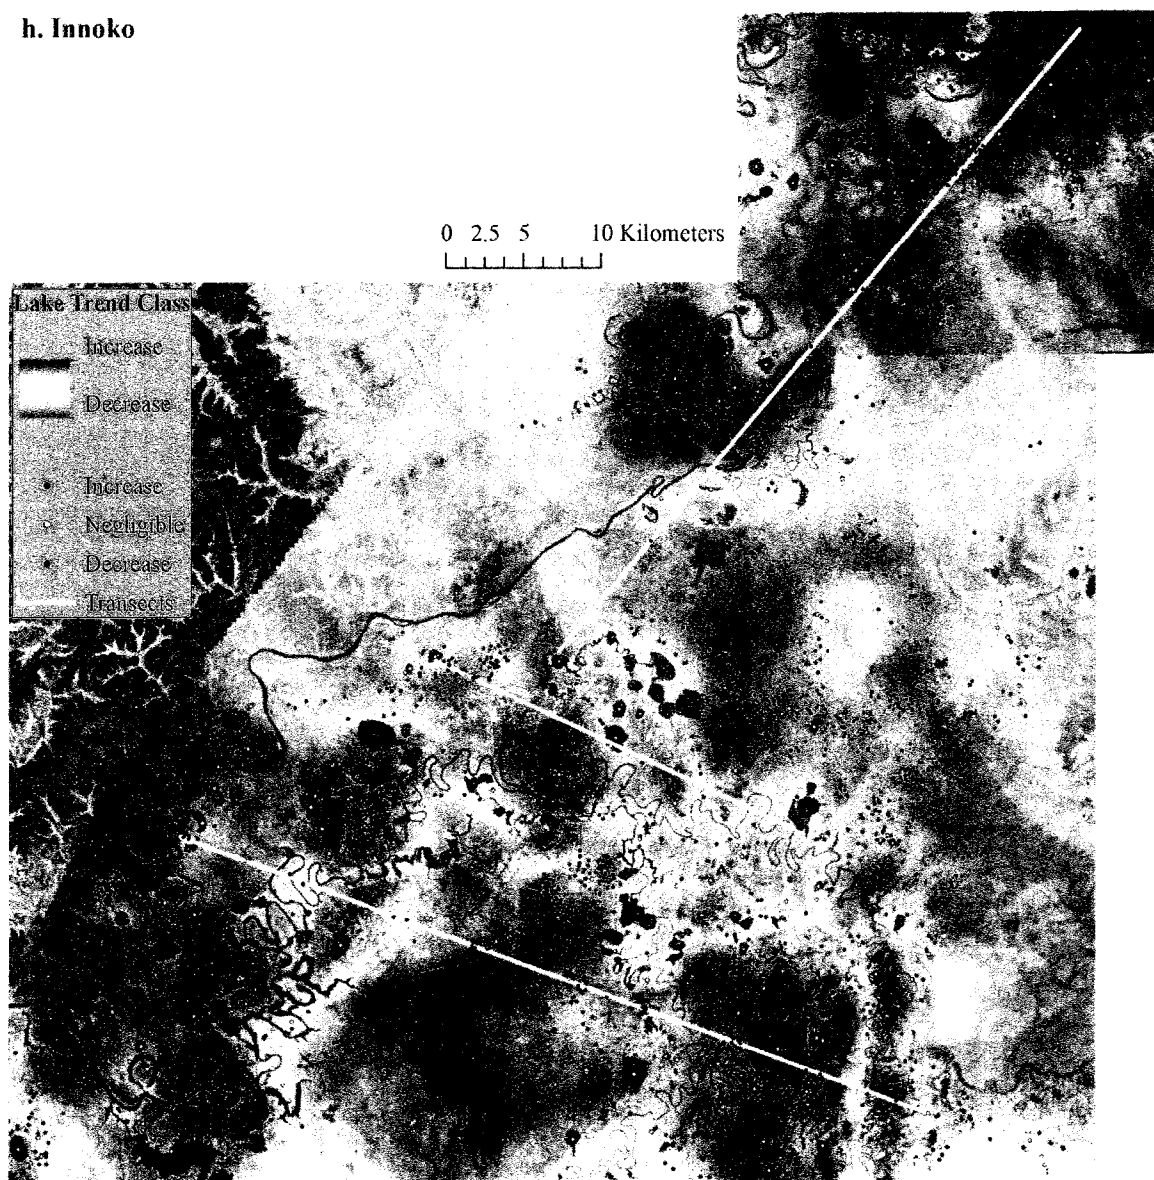 h. Innoko
0 2.5 5 10 Kilometers
Lake Trend Class
Increase
Decrease
Increase
Negligible
Decrease
Transects